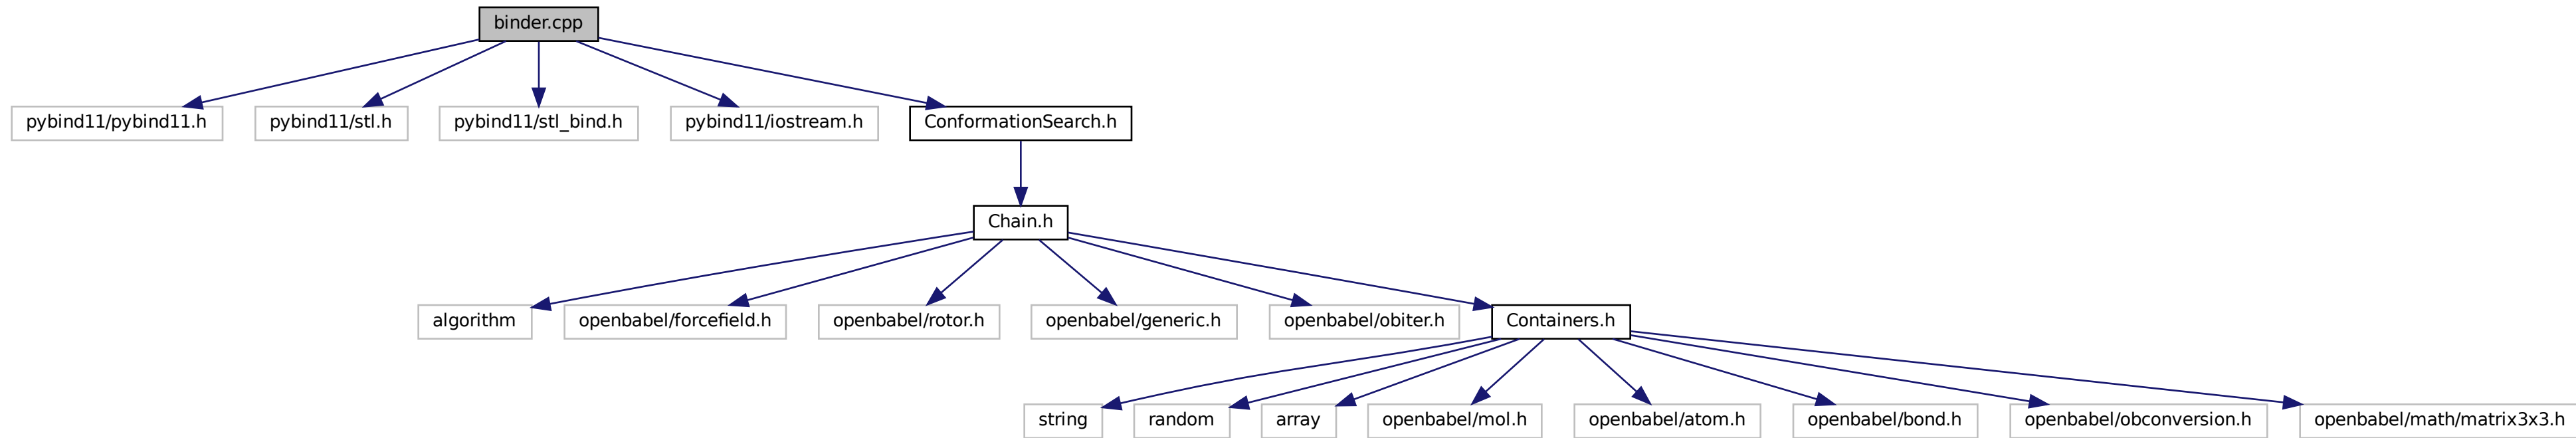 binder.cpp
pybind11/pybind11.h
pybind11/stl.h
pybind11/stl_bind.h
pybind11/iostream.h
ConformationSearch.h
Chain.h
algorithm
openbabel/forcefield.h
openbabel/rotor.h
openbabel/generic.h
openbabel/obiter.h
Containers.h
string
random
array
openbabel/mol.h
openbabel/atom.h
openbabel/bond.h
openbabel/obconversion.h
openbabel/math/matrix3x3.h